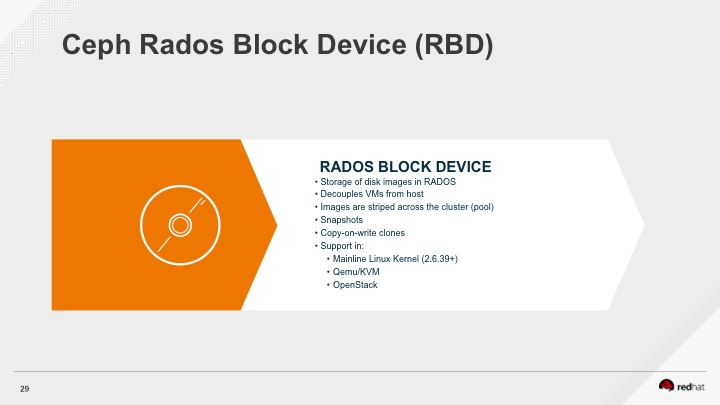 Ceph Rados Block Device (RBD)
RADOS BLOCK DEVICE
• Storage of disk images in RADOS
• Decouples VMs from host
• Images are striped across the cluster (pool)
• Snapshots
• Copy-on-write clones
• Support in:
• Mainline Linux Kernel (2.6.39+)
• Qemu/KVM
• OpenStack
29
redhat.